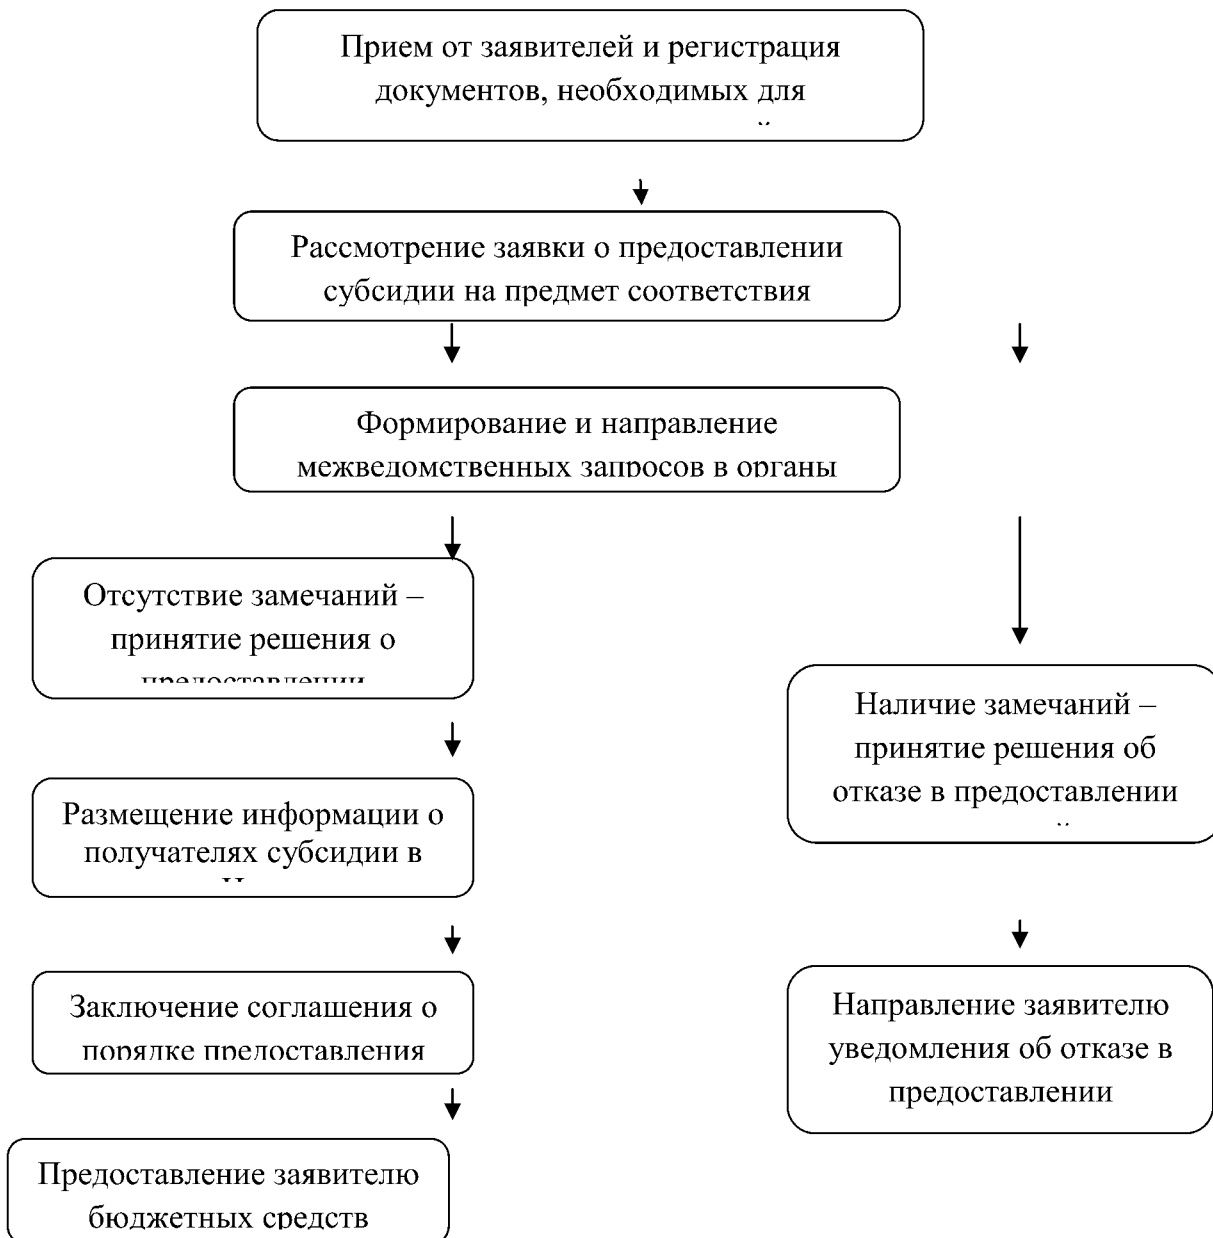 Прием от заявителей и регистрация
документов, необходимых для
Рассмотрение заявки о предоставлении
субсидии на предмет соответствия
Формирование и направление
межведомственных запросов в органы
Отсутствие замечаний –
принятие решения о
предоставлении
Размещение информации о
получателях субсидии в
Заключение соглашения о
порядке предоставления
Предоставление заявителю
бюджетных средств
Наличие замечаний –
принятие решения об
отказе в предоставлении
Направление заявителю
уведомления об отказе в
предоставлении